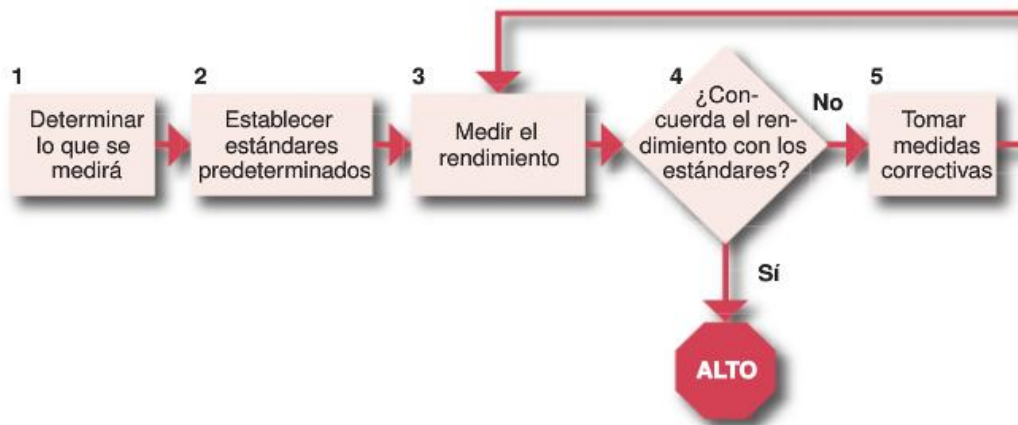 1
Determinar
lo que se
medirá
2
Establecer
estándares
predeterminados
3
Medir el
rendimiento
4
¿Con-
cuerda el ren-
dimiento con los
estándares?
No
5
Tomar
medidas
correctivas
Sí
ALTO